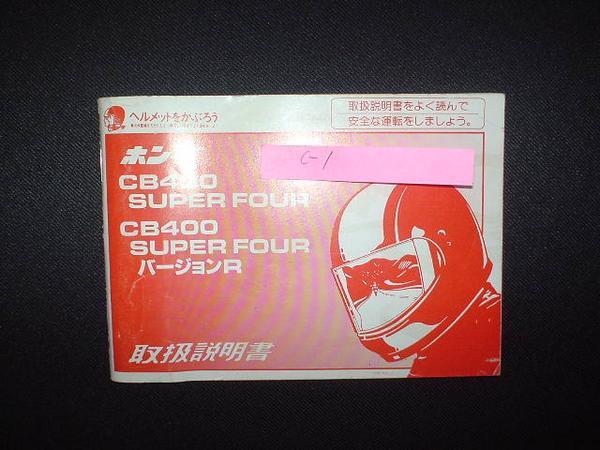 ヘルメットをかぶろう
取扱説明書をよく読んで
安全な運転をしましょう。
C-1
ホン
CB400
SUPER FOUR
CB400
SUPER FOUR
バージョンR
取扱説明書